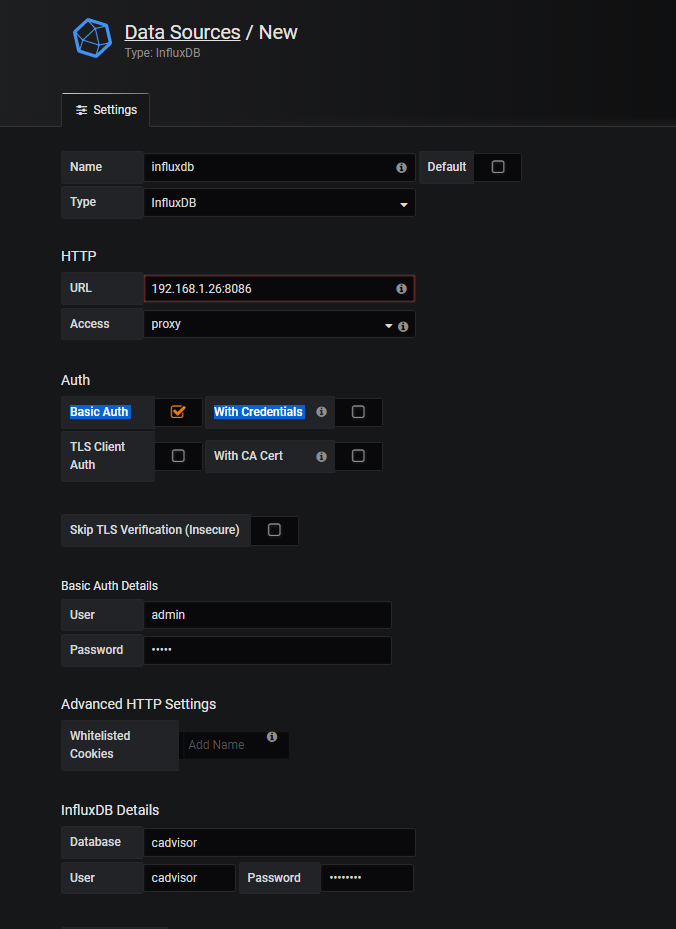 Data Sources / New
Type: InfluxDB
Settings
Name influxdb Default
Type InfluxDB
HTTP
URL 192.168.1.26:8086
Access proxy
Auth
Basic Auth With Credentials
TLS Client
Auth
With CA Cert
Skip TLS Verification (Insecure)
Basic Auth Details
User admin
Password •••••
Advanced HTTP Settings
Whitelisted
Cookies
Add Name
InfluxDB Details
Database cadvisor
User cadvisor Password ••••••••